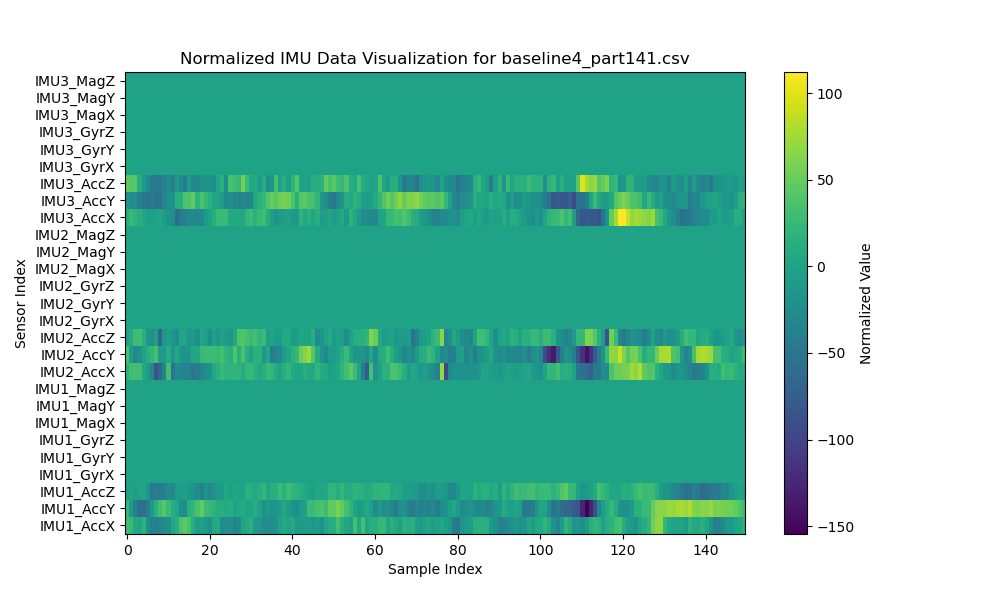 Normalized IMU Data Visualization for baseline4_part141.csv
IMU3_MagZ
IMU3_MagY
IMU3_MagX
IMU3_GyrZ
IMU3_GyrY
IMU3_GyrX
IMU3_AccZ
IMU3_AccY
IMU3_AccX
IMU2_MagZ
IMU2_MagY
IMU2_MagX
IMU2_GyrZ
IMU2_GyrY
IMU2_GyrX
IMU2_AccZ
IMU2_AccY
IMU2_AccX
IMU1_MagZ
IMU1_MagY
IMU1_MagX
IMU1_GyrZ
IMU1_GyrY
IMU1_GyrX
IMU1_AccZ
IMU1_AccY
IMU1_AccX
Sensor Index
0 20 40 60 80 100 120 140
Sample Index
100
50
0
−50
−100
−150
Normalized Value